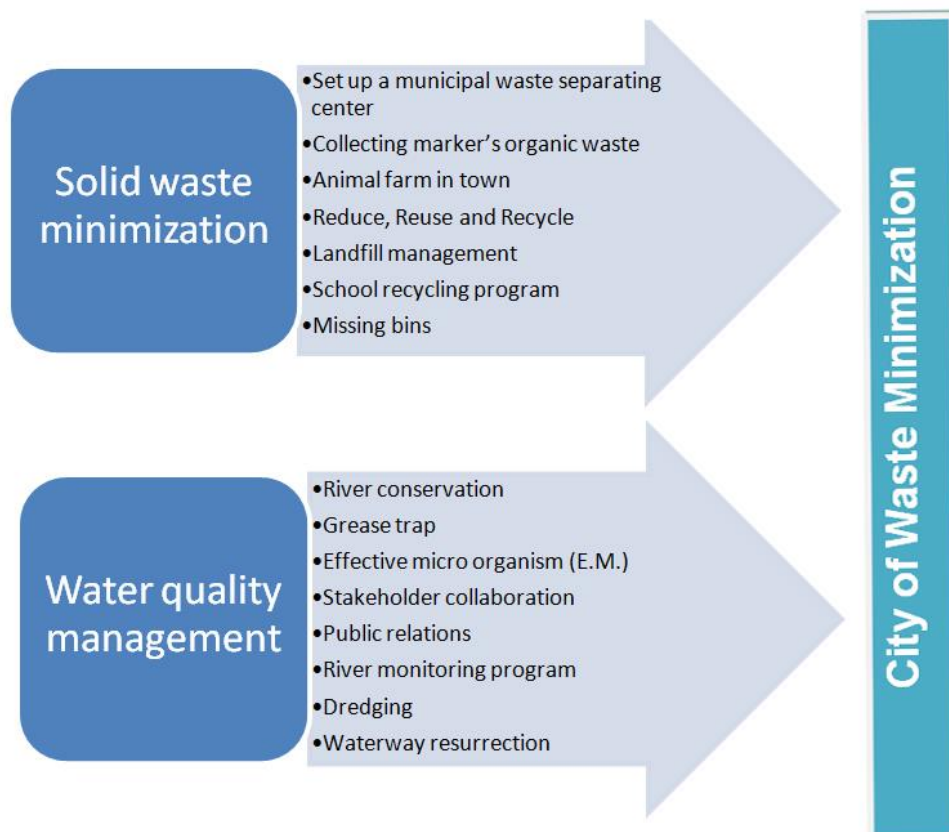 Solid waste
minimization
•Set up a municipal waste separating
center
•Collecting marker’s organic waste
•Animal farm in town
•Reduce, Reuse and Recycle
•Landfill management
•School recycling program
•Missing bins
Water quality
management
•River conservation
•Grease trap
•Effective micro organism (E.M.)
•Stakeholder collaboration
•Public relations
•River monitoring program
•Dredging
•Waterway resurrection
City of Waste Minimization